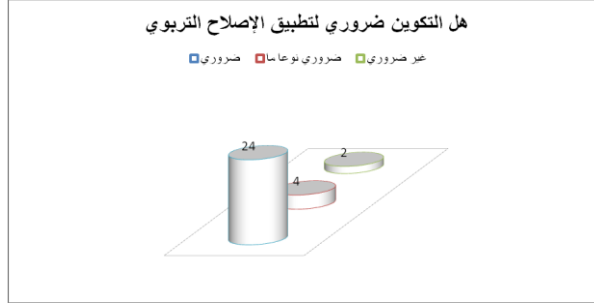 هل التكوين ضروري لتطبيق الإصلاح التربوي
ضروري ضروري نوعا ما غير ضروري
24
4
2